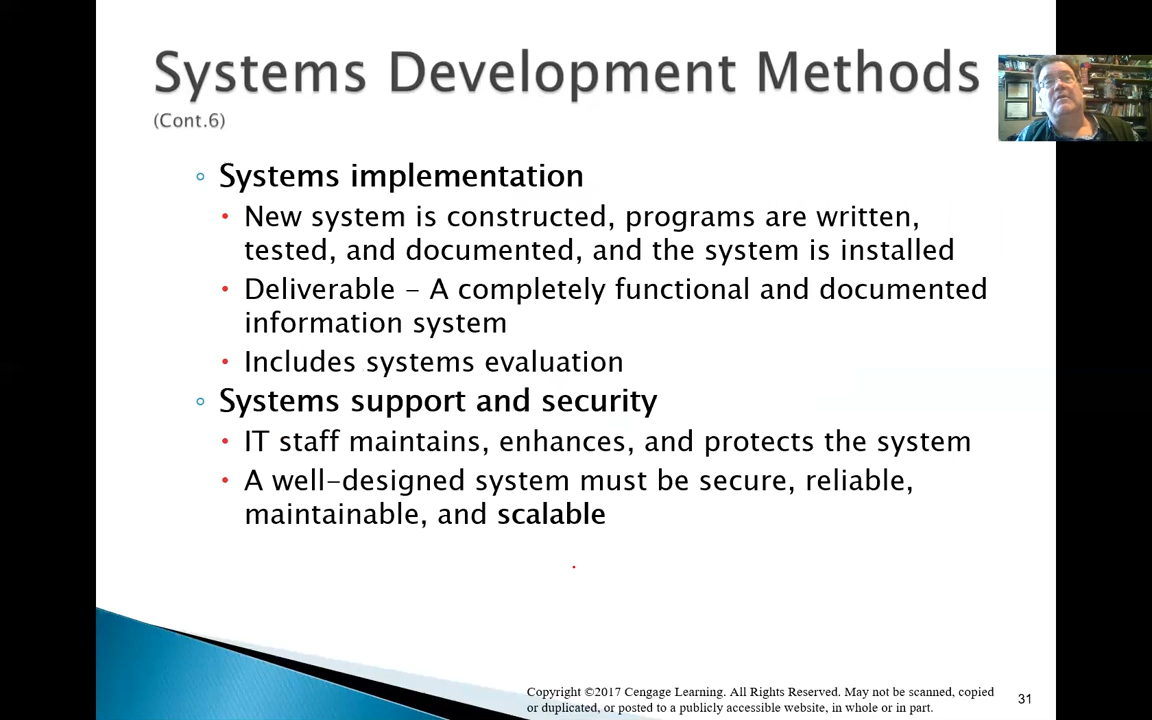 Systems Development Methods
(Cont.6)
Systems implementation
New system is constructed, programs are written,
tested, and documented, and the system is installed
Deliverable – A completely functional and documented
information system
Includes systems evaluation
Systems support and security
IT staff maintains, enhances, and protects the system
A well-designed system must be secure, reliable,
maintainable, and scalable
Copyright ©2017 Cengage Learning. All Rights Reserved. May not be scanned, copied
or duplicated, or posted to a publicly accessible website, in whole or in part.
31